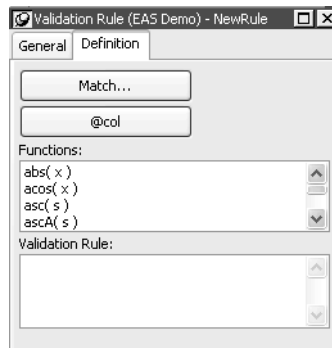 Validation Rule (EAS Demo) - NewRule
General Definition
Match...
@col
Functions:
abs( x )
acos( x )
asc( s )
ascA( s )
Validation Rule: